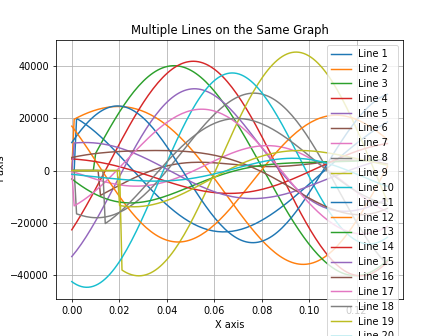 Multiple Lines on the Same Graph
40000
20000
0
−20000
−40000
0.00
0.02
0.04
0.06
0.08
0.10
X axis
axis
Line 1
Line 2
Line 3
Line 4
Line 5
Line 6
Line 7
Line 8
Line 9
Line 10
Line 11
Line 12
Line 13
Line 14
Line 15
Line 16
Line 17
Line 18
Line 19
Line 20